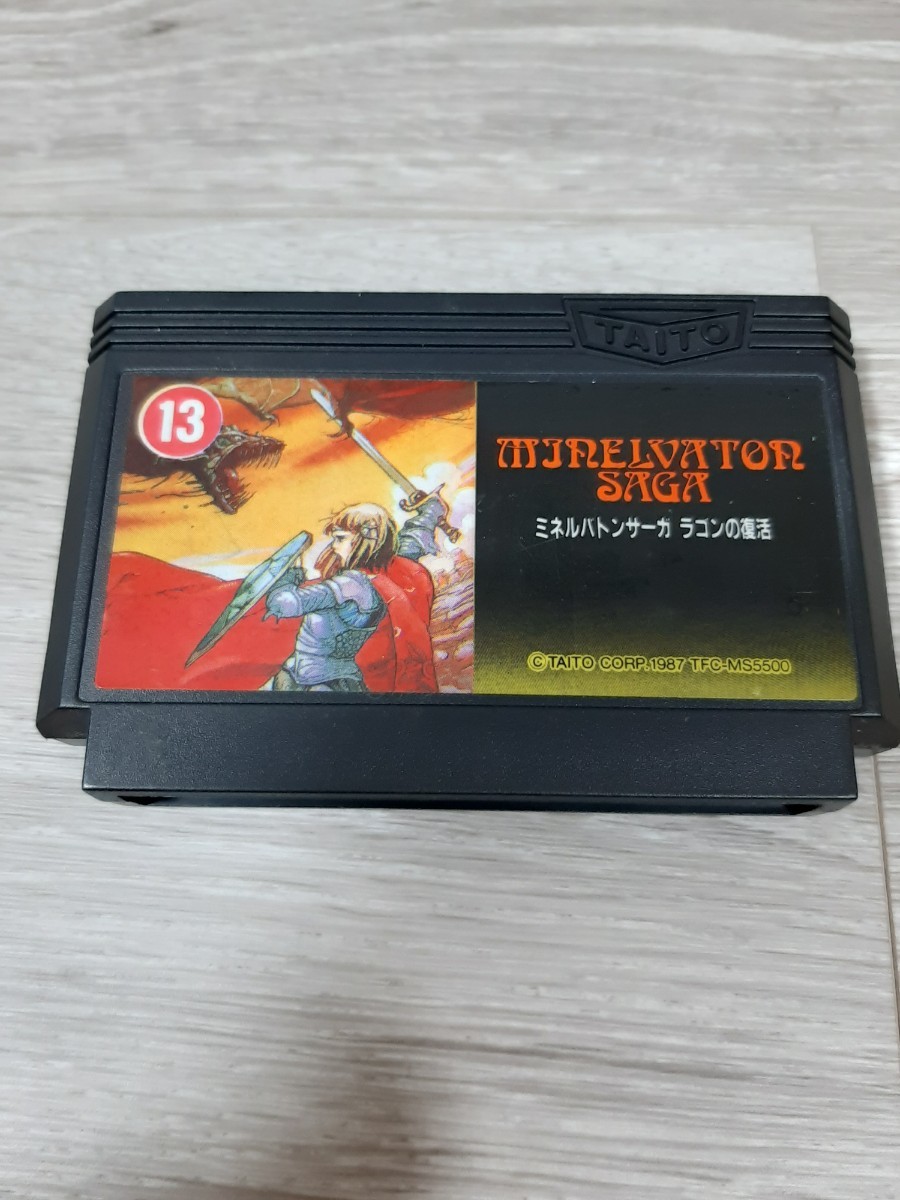 TAITO
13
MINELVATON
SAGA
ミネルバトンサーガ ラゴンの復活
©TAITO CORP.1987 TFC-MS5500